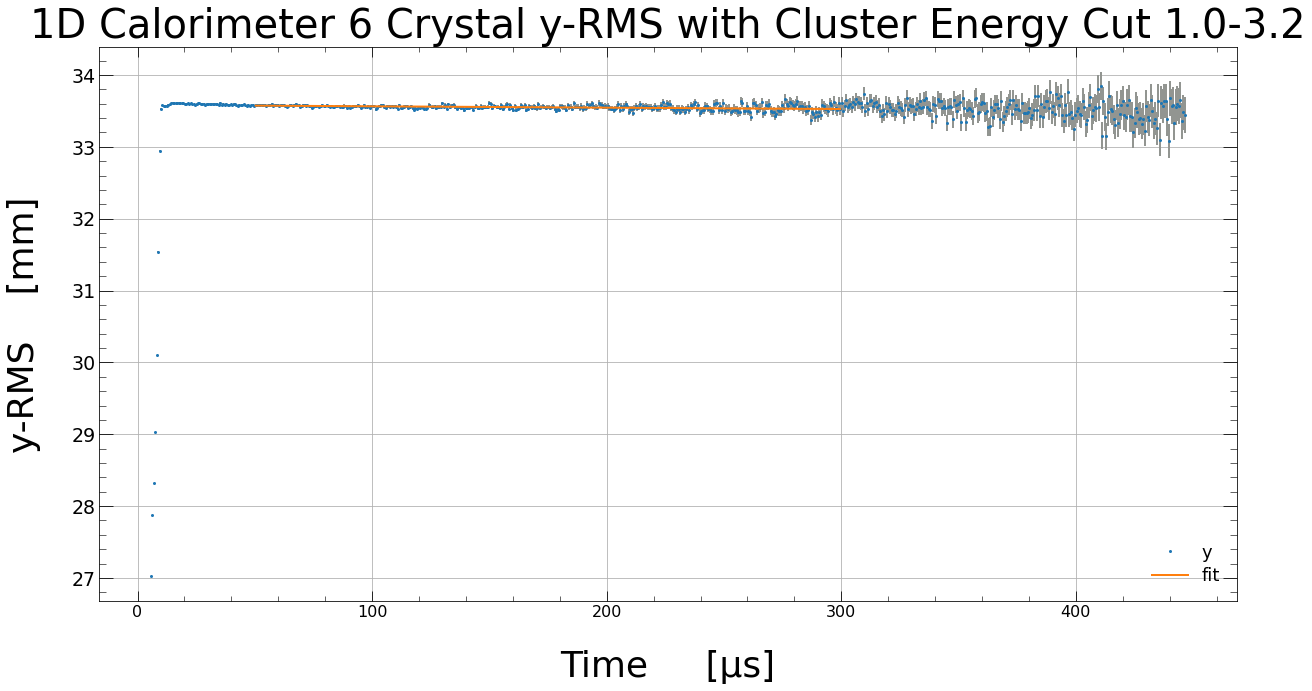 1D Calorimeter 6 Crystal y-RMS with Cluster Energy Cut 1.0-3.2
y-RMS [mm]
34
33
32
31
30
29
28
27
0 100 200 300 400
Time [μs]
y
fit